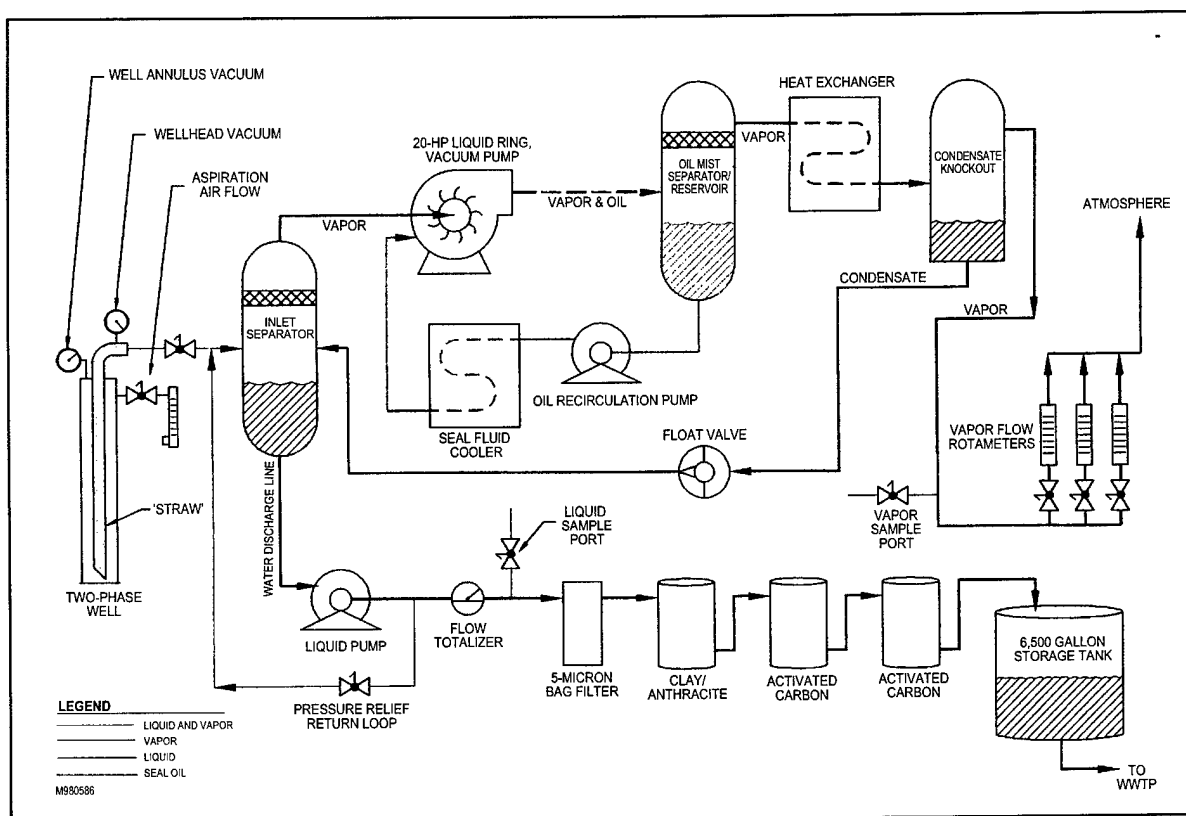 WELL ANNULUS VACUUM
WELLHEAD VACUUM
ASPIRATION
AIR FLOW
20-HP LIQUID RING,
VACUUM PUMP
VAPOR
VAPOR & OIL
OIL MIST
SEPARATOR/
RESERVOIR
VAPOR
HEAT EXCHANGER
CONDENSATE
KNOCKOUT
ATMOSPHERE
CONDENSATE
VAPOR
INLET
SEPARATOR
SEAL FLUID
COOLER
OIL RECIRCULATION PUMP
FLOAT VALVE
VAPOR FLOW
ROTAMETERS
VAPOR
SAMPLE
PORT
'STRAW'
TWO-PHASE
WELL
WATER DISCHARGE LINE
LIQUID
SAMPLE
PORT
LIQUID PUMP
FLOW
TOTALIZER
5-MICRON
BAG FILTER
CLAY/
ANTHRACITE
ACTIVATED
CARBON
ACTIVATED
CARBON
6,500 GALLON
STORAGE TANK
PRESSURE RELIEF
RETURN LOOP
TO
WWTP
LEGEND
LIQUID AND VAPOR
VAPOR
LIQUID
SEAL OIL
M980586